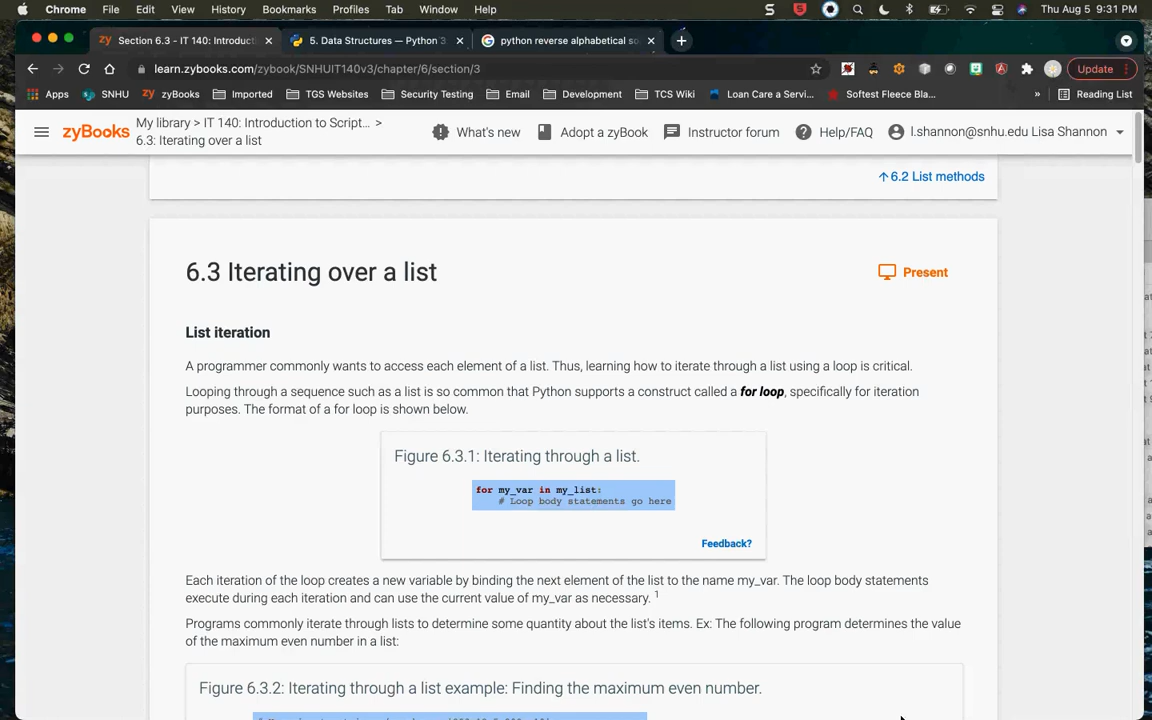 Chrome File Edit View History Bookmarks Profiles Tab Window Help Thu Aug 5 9:31 PM
zy Section 6.3 - IT 140: Introducti 5. Data Structures — Python 3 python reverse alphabetical so
learn.zybooks.com/zybook/SNHUIT140v3/chapter/6/section/3 Update
Apps SNHU zy zyBooks Imported TGS Websites Security Testing Email Development TCS Wiki Loan Care a Servi... Softest Fleece Bla... » Reading List
zyBooks My library > IT 140: Introduction to Script... > What's new Adopt a zyBook Instructor forum Help/FAQ l.shannon@snhu.edu Lisa Shannon
6.3: Iterating over a list
↑ 6.2 List methods
6.3 Iterating over a list Present
List iteration
A programmer commonly wants to access each element of a list. Thus, learning how to iterate through a list using a loop is critical.
Looping through a sequence such as a list is so common that Python supports a construct called a for loop, specifically for iteration
purposes. The format of a for loop is shown below.
Figure 6.3.1: Iterating through a list.
for my_var in my_list:
# Loop body statements go here
Feedback?
Each iteration of the loop creates a new variable by binding the next element of the list to the name my_var. The loop body statements
execute during each iteration and can use the current value of my_var as necessary. 1
Programs commonly iterate through lists to determine some quantity about the list's items. Ex: The following program determines the value
of the maximum even number in a list:
Figure 6.3.2: Iterating through a list example: Finding the maximum even number.